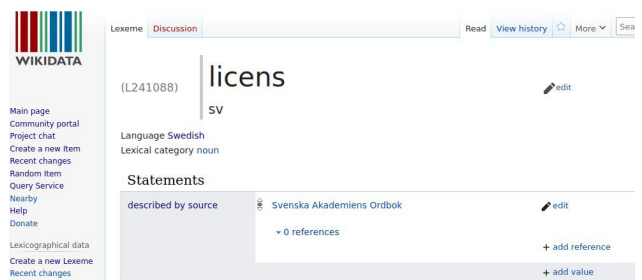 WIKIDATA
Main page
Community portal
Project chat
Create a new Item
Recent changes
Random Item
Query Service
Nearby
Help
Donate
Lexicographical data
Create a new Lexeme
Recent changes
Lexeme Discussion Read View history More Sea
(L241088) licens edit
sv
Language Swedish
Lexical category noun
Statements
described by source Svenska Akademiens Ordbok edit
0 references
+ add reference
+ add value